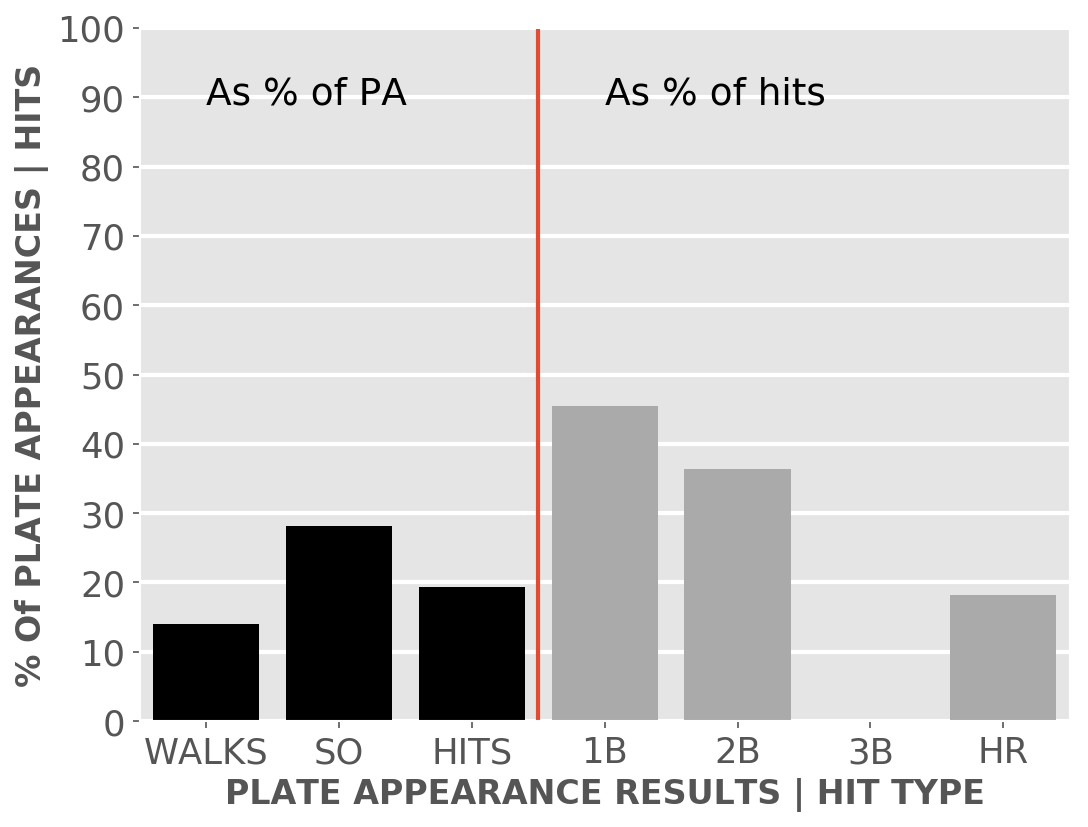 % Of PLATE APPEARANCES | HITS
100
90
80
70
60
50
40
30
20
10
0
As % of PA
As % of hits
WALKS SO HITS 1B 2B 3B HR
PLATE APPEARANCE RESULTS | HIT TYPE